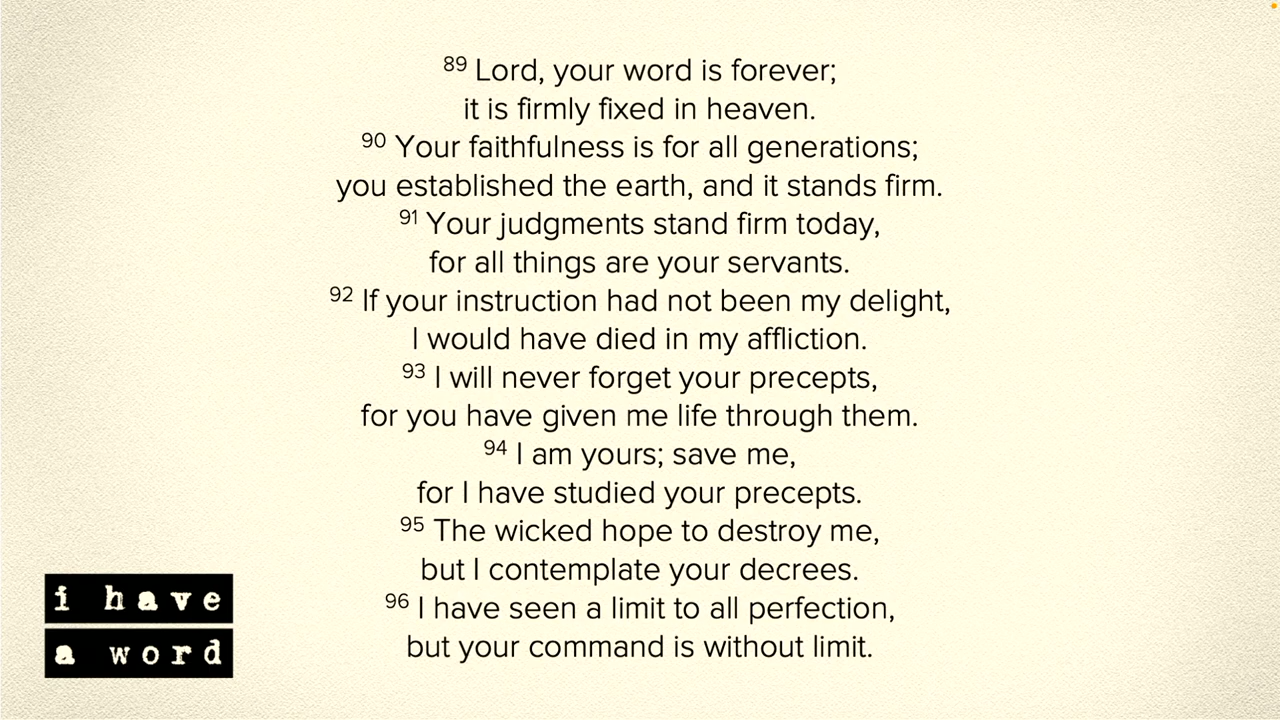 89 Lord, your word is forever;
it is firmly fixed in heaven.
90 Your faithfulness is for all generations;
you established the earth, and it stands firm.
91 Your judgments stand firm today,
for all things are your servants.
92 If your instruction had not been my delight,
I would have died in my affliction.
93 I will never forget your precepts,
for you have given me life through them.
94 I am yours; save me,
for I have studied your precepts.
95 The wicked hope to destroy me,
but I contemplate your decrees.
96 I have seen a limit to all perfection,
but your command is without limit.
i have
a word